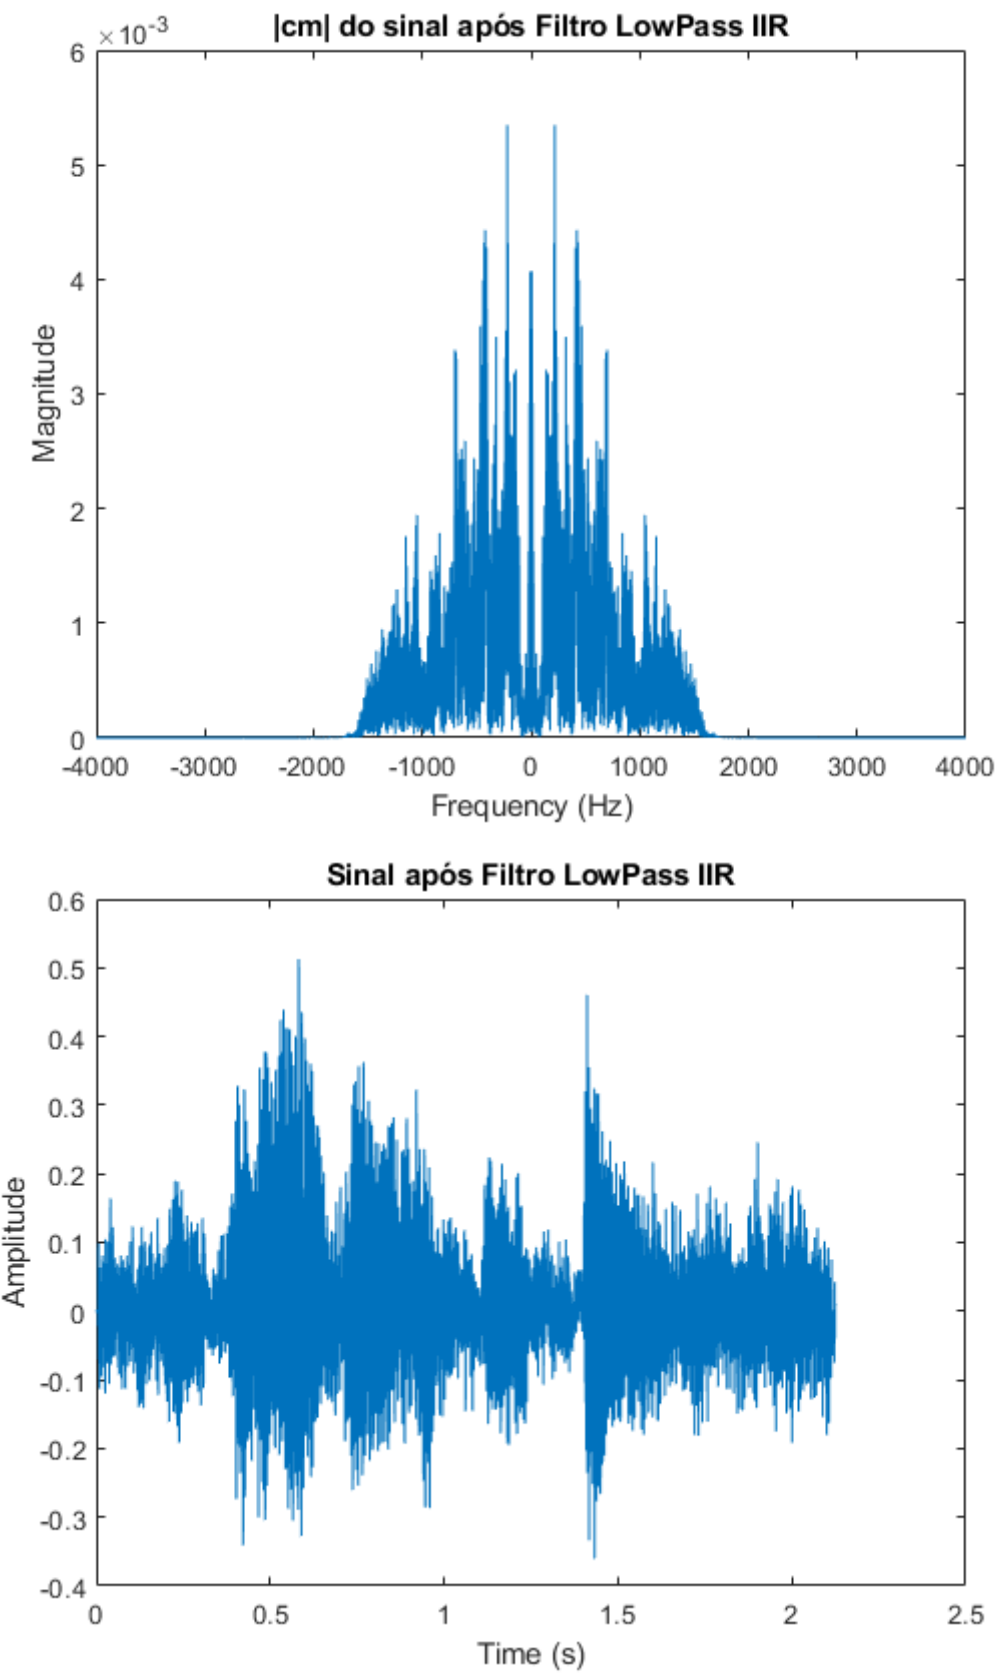 |cm| do sinal após Filtro LowPass IIR
×10-3
6
5
4
3
2
1
0
Magnitude
-4000 -3000 -2000 -1000 0 1000 2000 3000 4000
Frequency (Hz)
Sinal após Filtro LowPass IIR
0.6
0.5
0.4
0.3
0.2
0.1
0
-0.1
-0.2
-0.3
-0.4
Amplitude
0 0.5 1 1.5 2 2.5
Time (s)